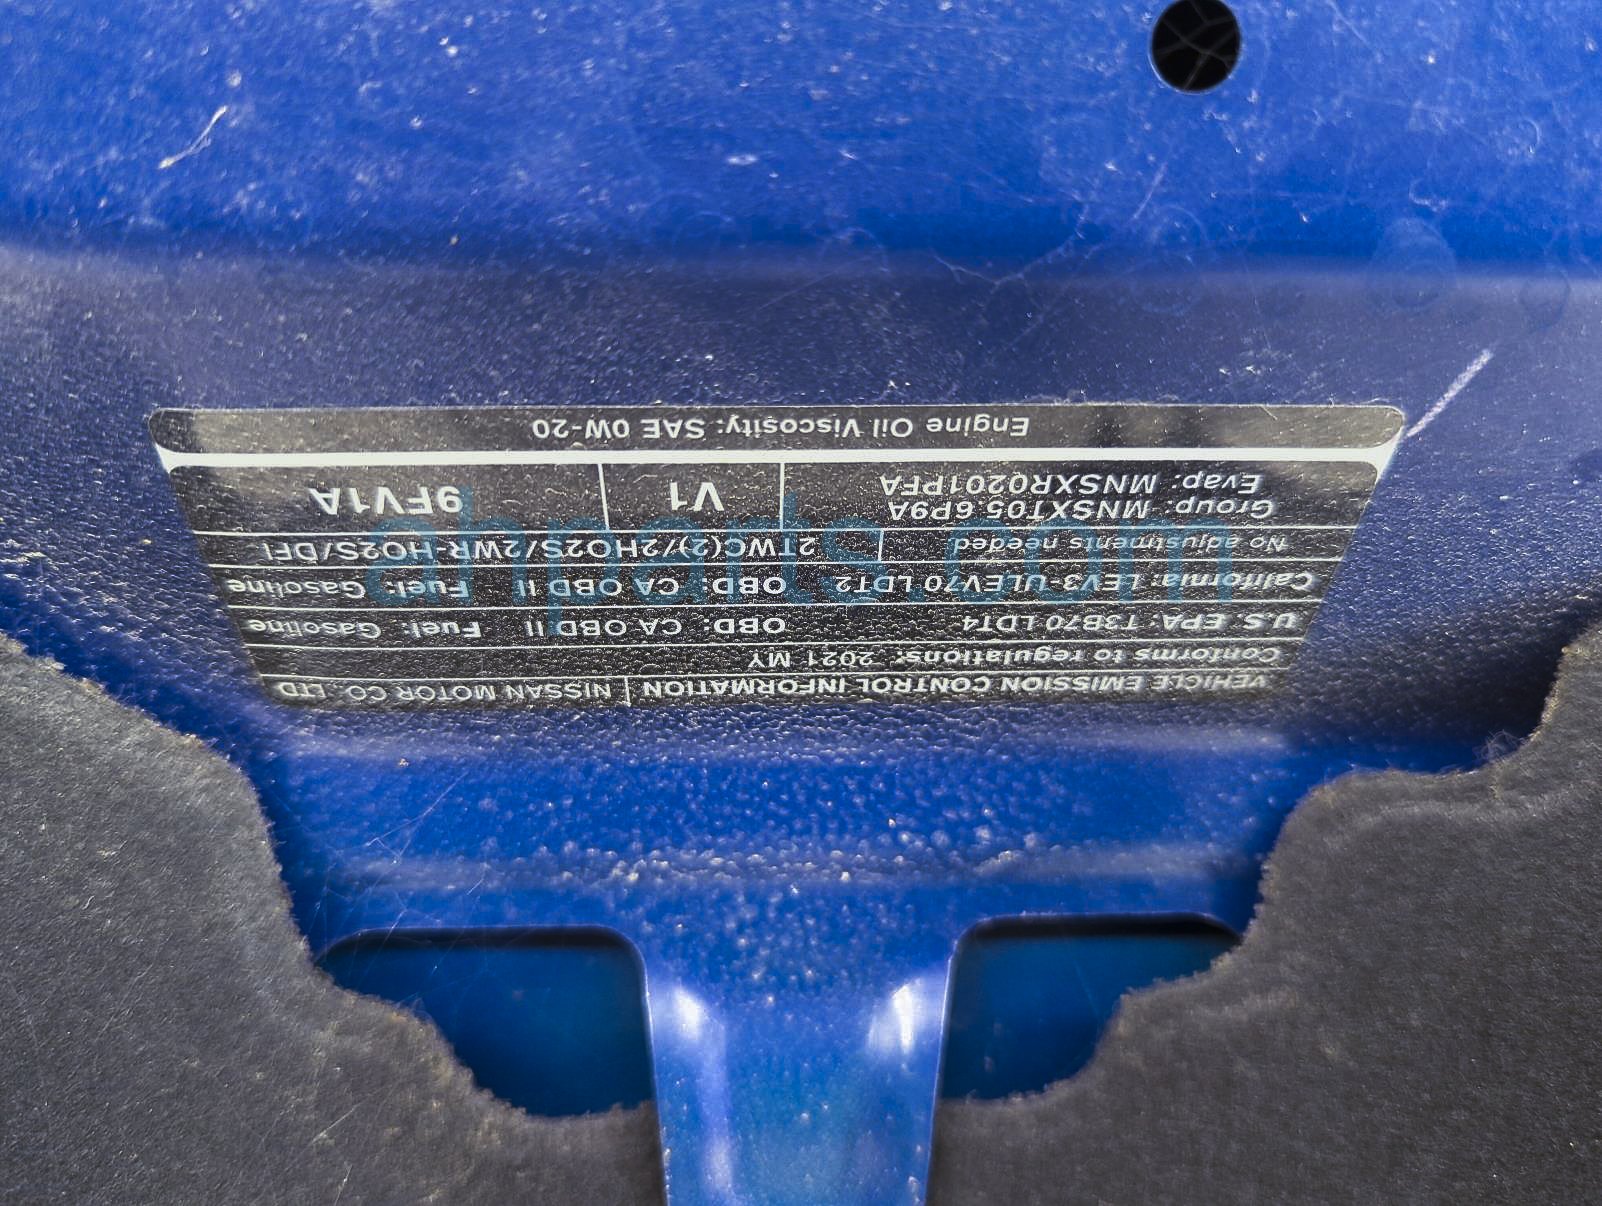 VEHICLE EMISSION CONTROL INFORMATION NISSAN MOTOR CO. LTD
Conforms to regulations: 2021 MY
U.S. EPA: T3B70 LDT4 OBD: CA OBD II Fuel: Gasoline
California: LEV3-ULEV70 LDT2 OBD: CA OBD II Fuel: Gasoline
No adjustments needed 2TWC(2)/2HO2S/2WR-HO2S/DFI
Group: MNSXT05.6P9A
Evap: MNSXR0201PFA V1 9FV1A
Engine Oil Viscosity: SAE 0W-20
ahparts.com